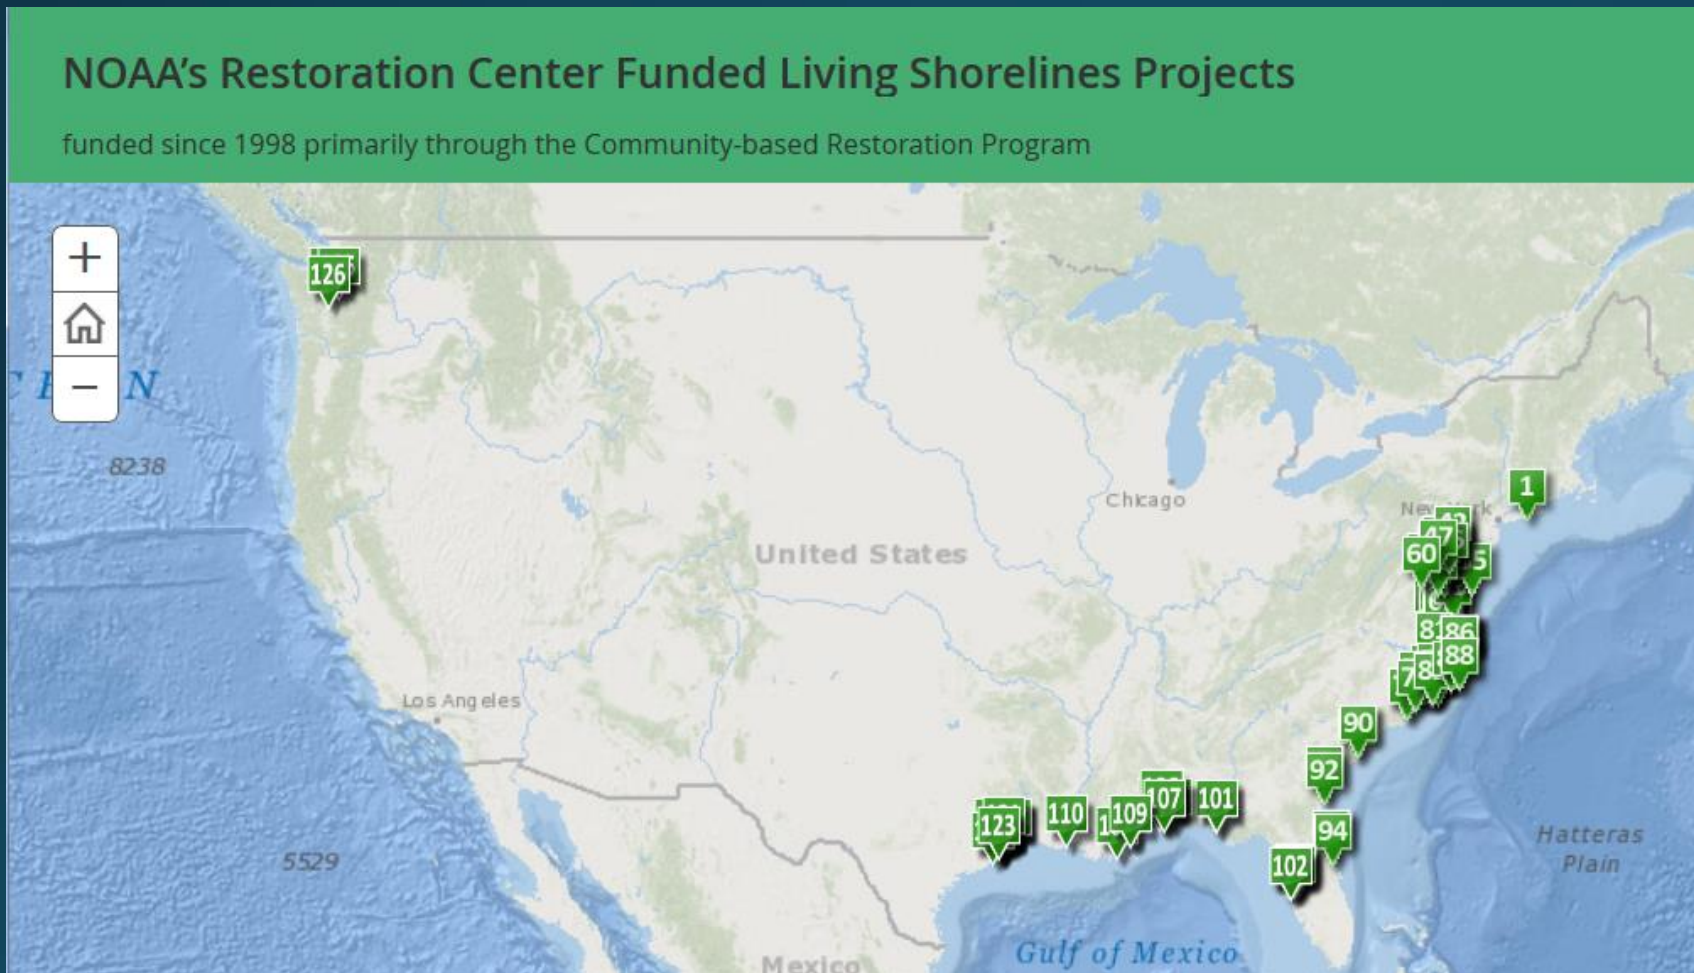 NOAA’s Restoration Center Funded Living Shorelines Projects
funded since 1998 primarily through the Community-based Restoration Program
126
N
8238
Chicago
1
47
60
5
United States
86
88
Los Angeles
90
92
107
101
110
109
123
94
102
Hatteras
Plain
5529
Gulf of Mexico
Mexico